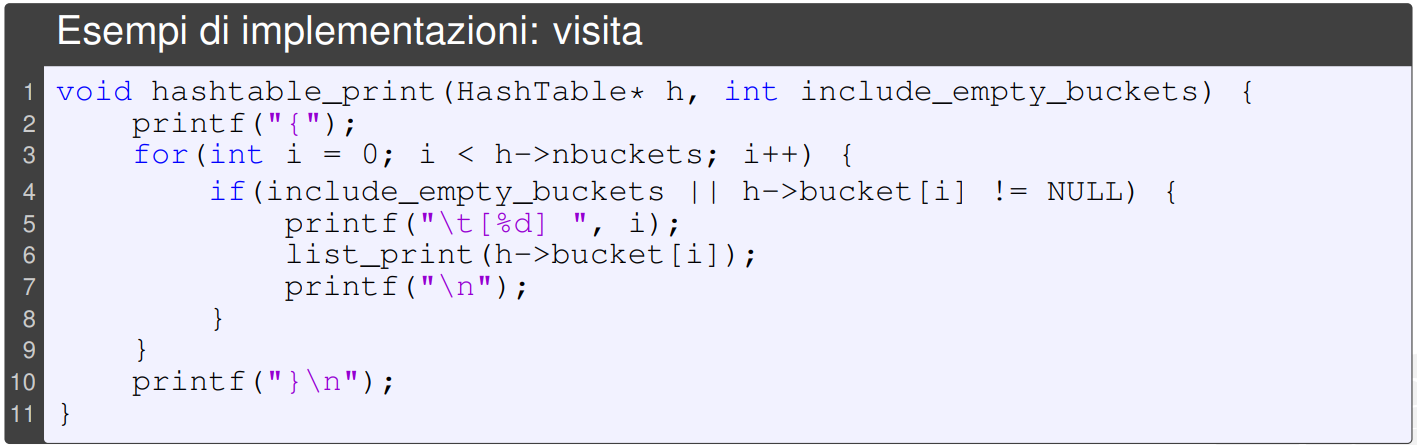 Esempi di implementazioni: visita
1 void hashtable_print(HashTable* h, int include_empty_buckets) {
2     printf("{");
3     for(int i = 0; i < h->nbuckets; i++) {
4         if(include_empty_buckets || h->bucket[i] != NULL) {
5             printf("\t[%d] ", i);
6             list_print(h->bucket[i]);
7             printf("\n");
8         }
9     }
10     printf("}\n");
11 }